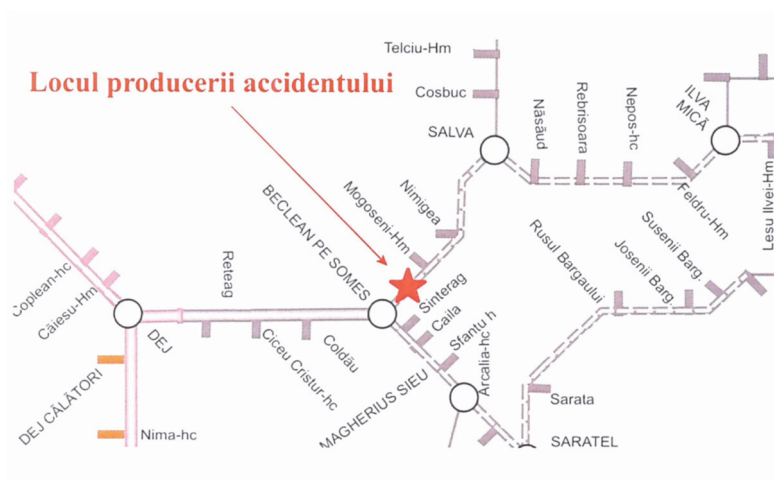 Telciu-Hm
Locul producerii accidentului
Cosbuc
SALVA
Năsăud
Rebrisoara
Nepos-hc
ILVA
MICĂ
Feldru-Hm
Lesu Ilvei-Hm
BECLEAN PE SOMES
Mogoseni-Hm
Nimigea
Coplean-hc
Căiesu-Hm
DEJ
Reteag
Ciceu Cristur-hc
Coldău
Sinterag
Caila
Sfantu h
MAGHERIUS SIEU
Arcalia-hc
Rusul Bargaului
Josenii Barg.
Susenii Barg.
DEJ CĂLĂTORI
Nima-hc
Sarata
SARATEL